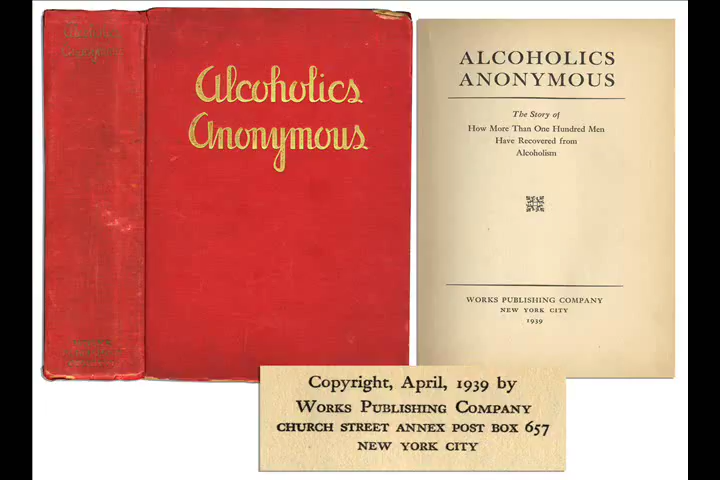 Alcoholics
Anonymous
Alcoholics
Anonymous
ALCOHOLICS
ANONYMOUS
The Story of
How More Than One Hundred Men
Have Recovered from
Alcoholism
WORKS PUBLISHING COMPANY
NEW YORK CITY
1939
Copyright, April, 1939 by
WORKS PUBLISHING COMPANY
CHURCH STREET ANNEX POST BOX 657
NEW YORK CITY